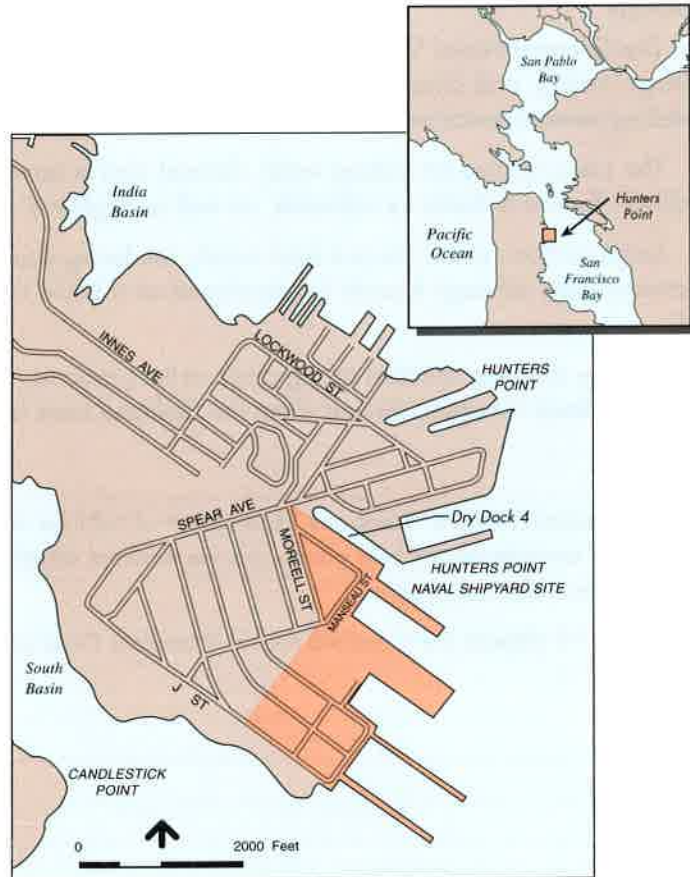 San Pablo
Bay
Hunters
Point
Pacific
Ocean
San
Francisco
Bay
India
Basin
INNES AVE
LOCKWOOD ST
HUNTERS
POINT
SPEAR AVE
Dry Dock 4
MOREELL ST
HUNTERS POINT
NAVAL SHIPYARD SITE
MANSEAU ST
South
Basin
J ST
CANDLESTICK
POINT
0 2000 Feet